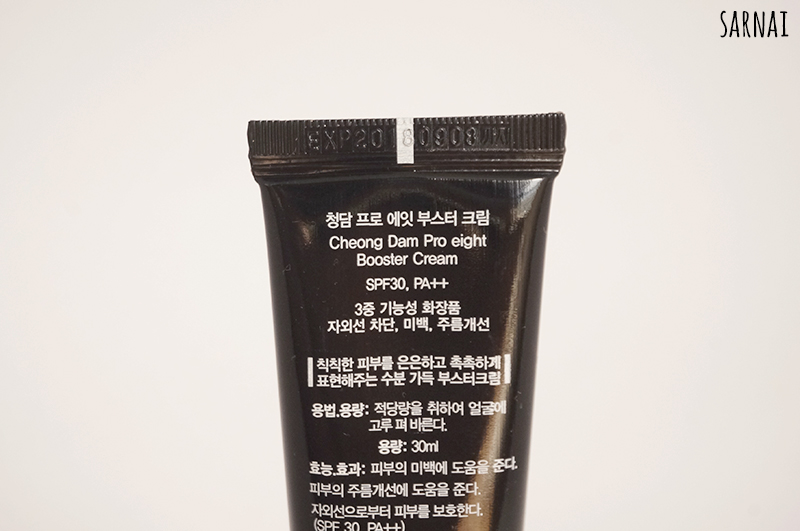 SARNAI
EXP20180908
청담 프로 에잇 부스터 크림
Cheong Dam Pro eight
Booster Cream
SPF30, PA++
3중 기능성 화장품
자외선 차단, 미백, 주름개선
칙칙한 피부를 은은하고 촉촉하게
표현해주는 수분 가득 부스터크림
용법.용량: 적당량을 취하여 얼굴에
고루 펴 바른다.
용량: 30ml
효능.효과: 피부의 미백에 도움을 준다.
피부의 주름개선에 도움을 준다.
자외선으로부터 피부를 보호한다.
(SPF 30, PA++)